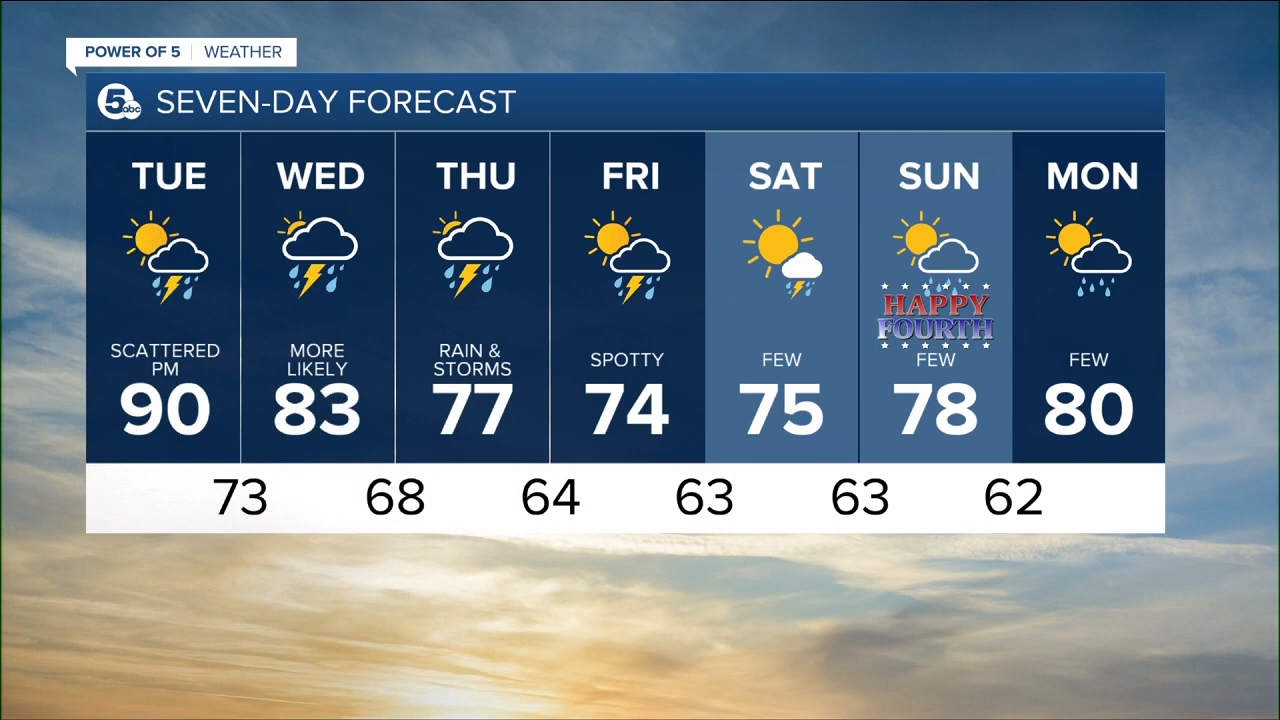 POWER OF 5 | WEATHER
5 abc SEVEN-DAY FORECAST
TUE WED THU FRI SAT SUN MON
HAPPY
FOURTH
SCATTERED PM
MORE LIKELY
RAIN & STORMS
SPOTTY
FEW
FEW
FEW
90 83 77 74 75 78 80
73 68 64 63 63 62